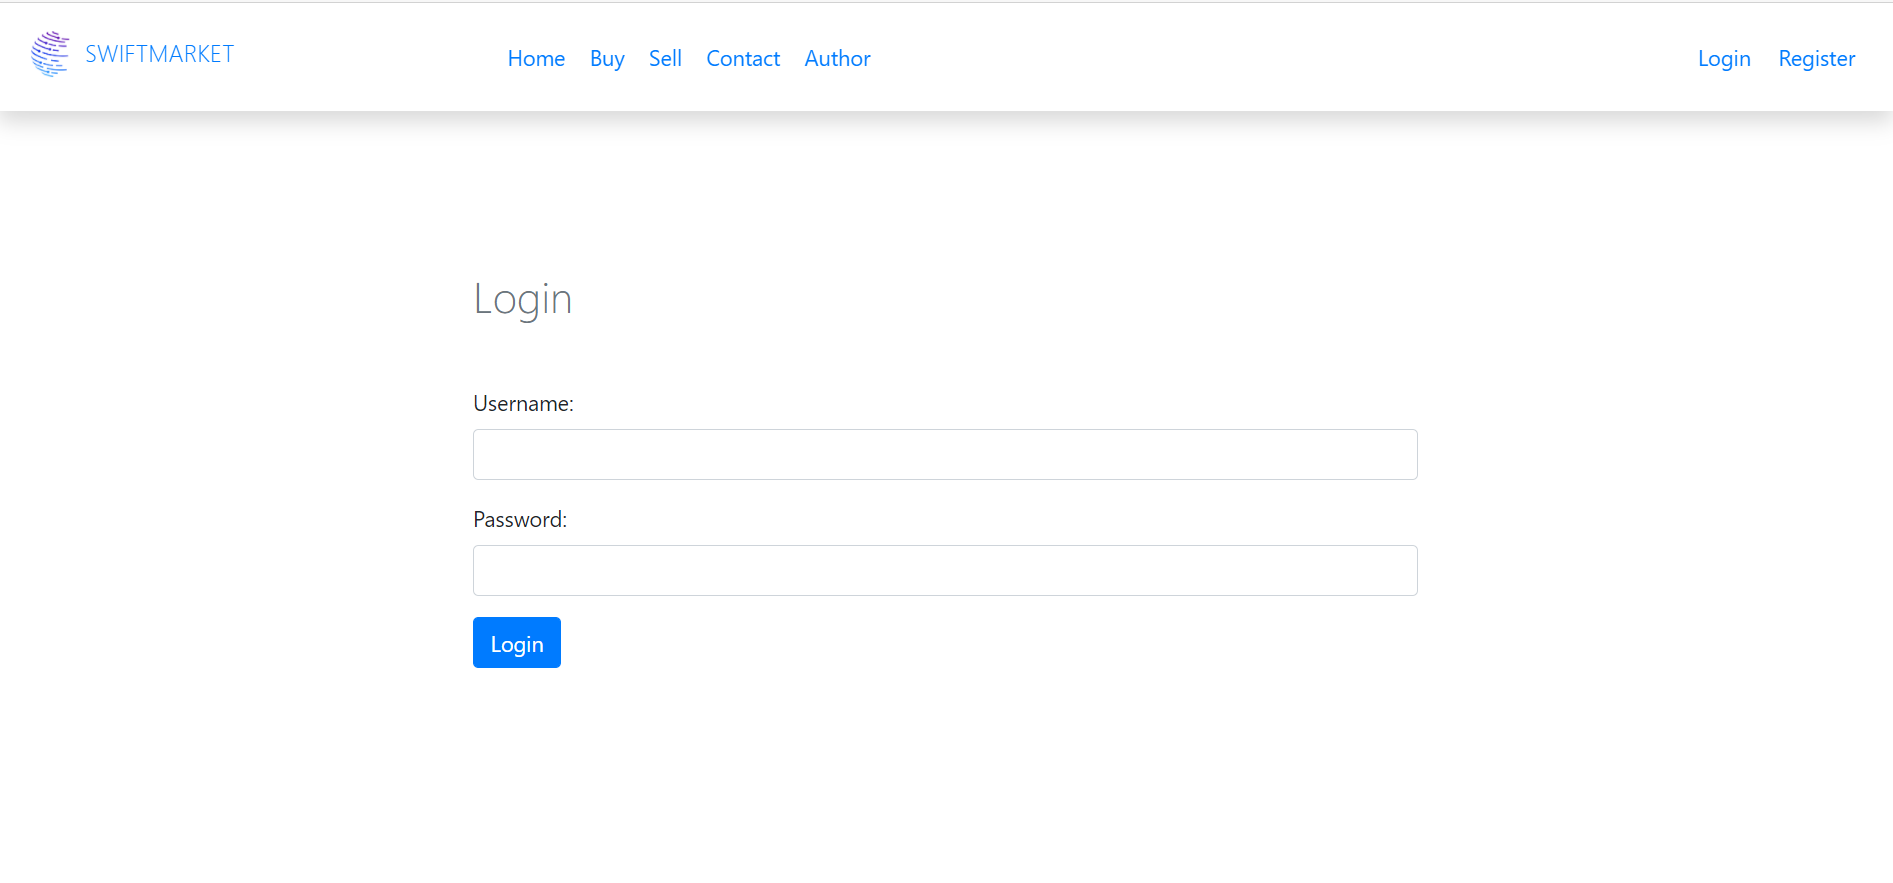 SWIFTMARKET Home Buy Sell Contact Author Login Register
Login
Username:
Password:
Login